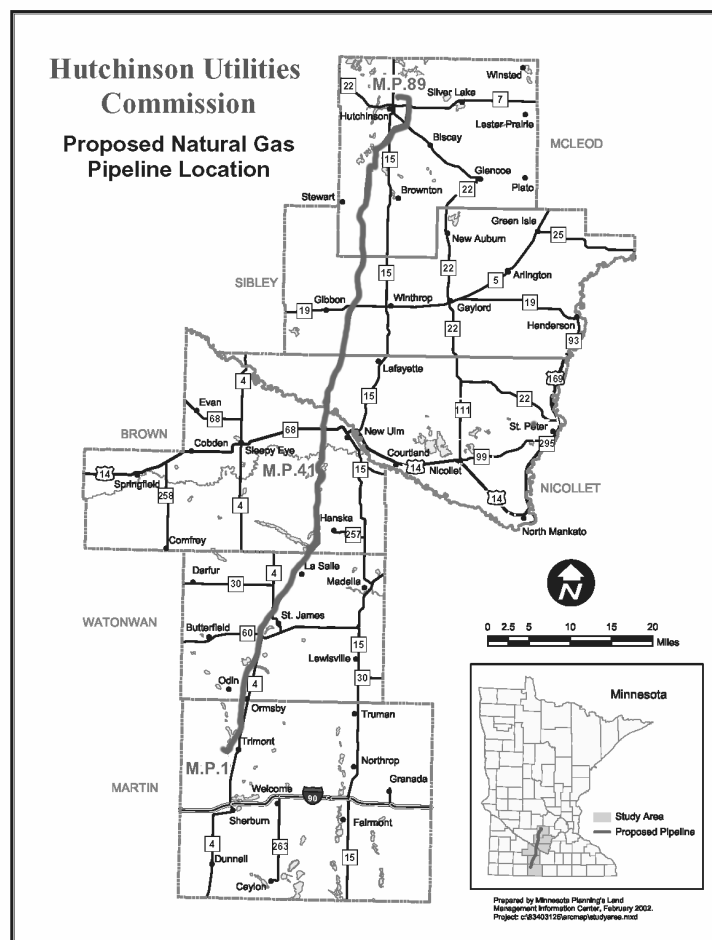 Hutchinson Utilities
Commission
Proposed Natural Gas
Pipeline Location
M.P.89
Winsted
22
Silver Lake
7
Hutchinson
Lester Prairie
15
Biscay
MCLEOD
Glencoe
22
Plato
Stewart
Brownton
Green Isle
25
New Auburn
SIBLEY
15
22
5
Arlington
19
Gibbon
Winthrop
Gaylord
19
22
Henderson
93
Lafayette
4
169
Evan
15
22
68
111
BROWN
68
New Ulm
St. Peter
Cobden
Sleepy Eye
Courtland
99
295
14
Springfield
M.P.41
15
14
Nicollet
NICOLLET
258
4
14
Hanska
257
North Mankato
Comfrey
Darfur
4
La Salle
30
Madelia
WATONWAN
St. James
Butterfield
60
0 2.5 5 10 15 20
Miles
N
15
Lewisville
30
Odin
4
Minnesota
Ormsby
Truman
Trimont
M.P.1
Northrop
MARTIN
Welcome
90
Granada
Study Area
Sherburn
Fairmont
Proposed Pipeline
4
263
15
Dunnell
Ceylon
Prepared by Minnesota Planning's Land
Management Information Center, February 2002.
Project: c:\83403126\arcmap\studyarea.mxd